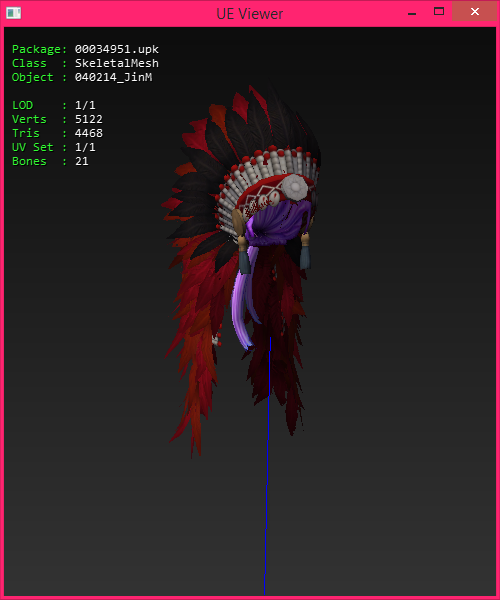 UE Viewer
Package: 00034951.upk
Class : SkeletalMesh
Object : 040214_JinM
LOD : 1/1
Verts : 5122
Tris : 4468
UV Set : 1/1
Bones : 21